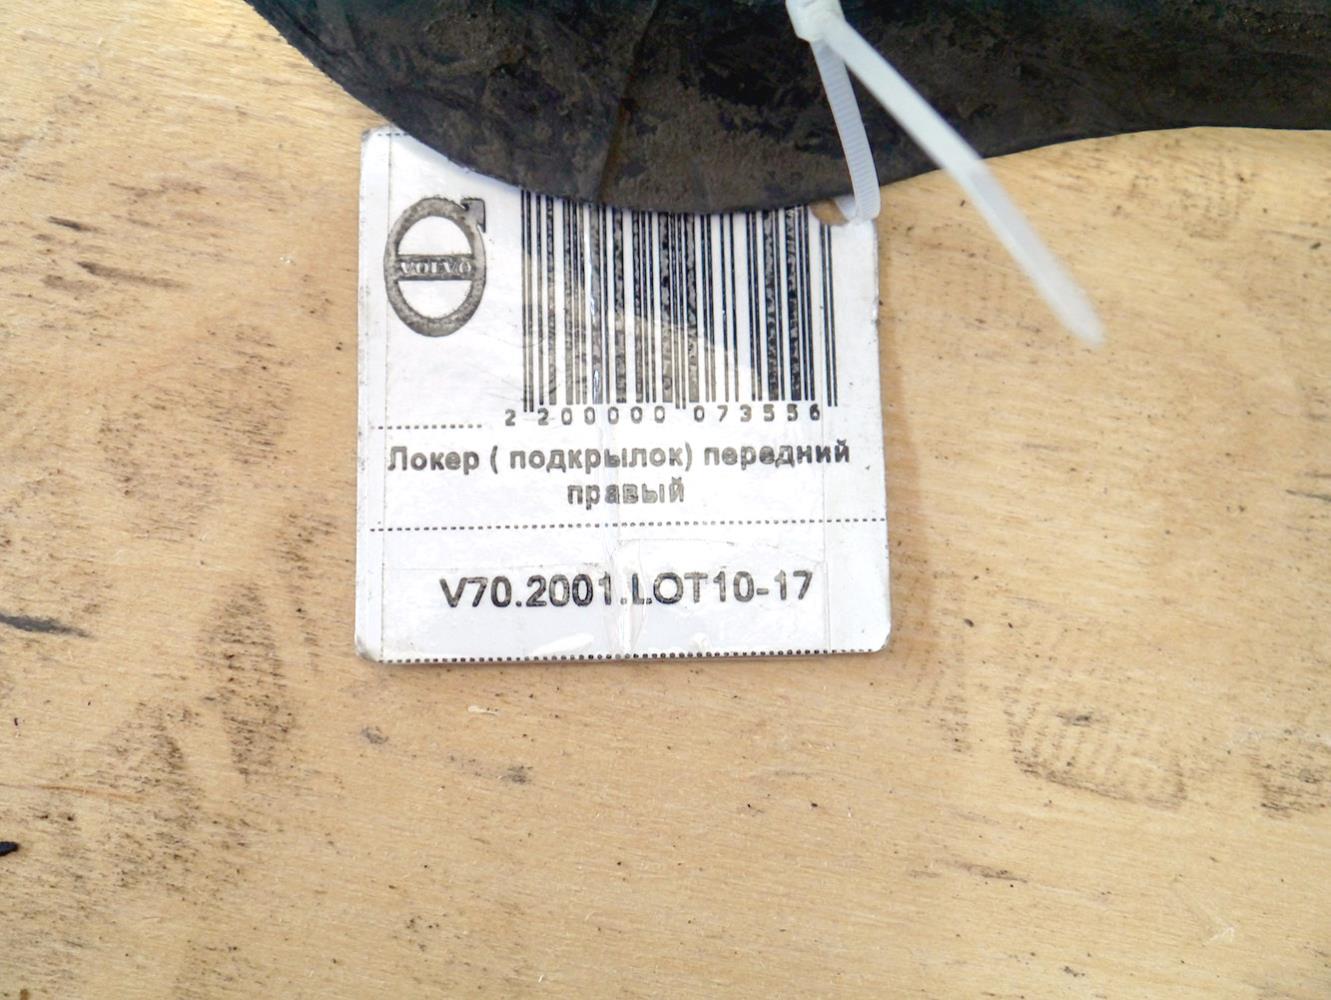 VOLVO
2 200000 073556
Локер ( подкрылок) передний
правый
V70.2001.LOT10-17